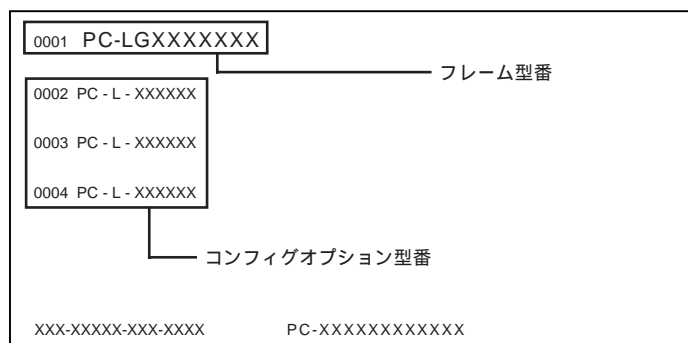 0001 PC-LGXXXXXXX
フレーム型番
0002 PC - L - XXXXXX
0003 PC - L - XXXXXX
0004 PC - L - XXXXXX
コンフィグオプション型番
XXX-XXXXX-XXX-XXXX PC-XXXXXXXXXXXX